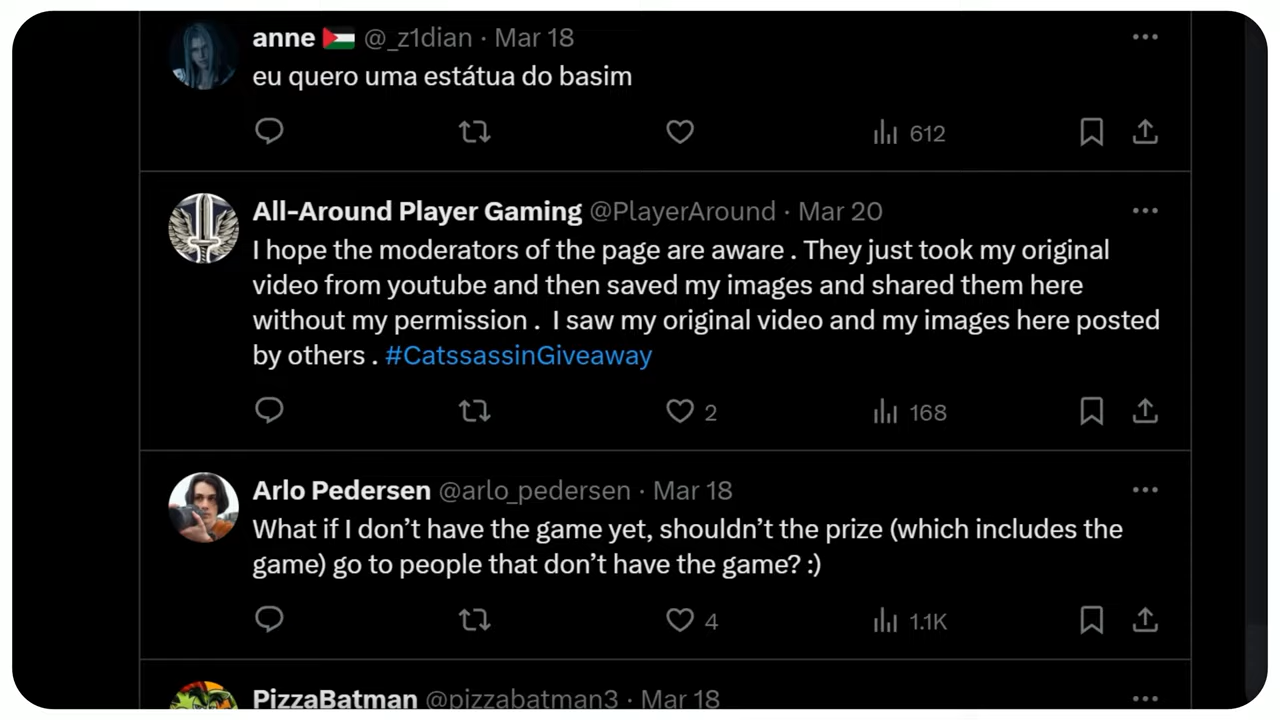 anne 🇵🇸 @_z1dian · Mar 18
eu quero uma estátua do basim
612
All-Around Player Gaming @PlayerAround · Mar 20
I hope the moderators of the page are aware . They just took my original
video from youtube and then saved my images and shared them here
without my permission .  I saw my original video and my images here posted
by others . #CatssassinGiveaway
2 168
Arlo Pedersen @arlo_pedersen · Mar 18
What if I don’t have the game yet, shouldn’t the prize (which includes the
game) go to people that don’t have the game? :)
4 1.1K
PizzaBatman @pizzabatman3 · Mar 18